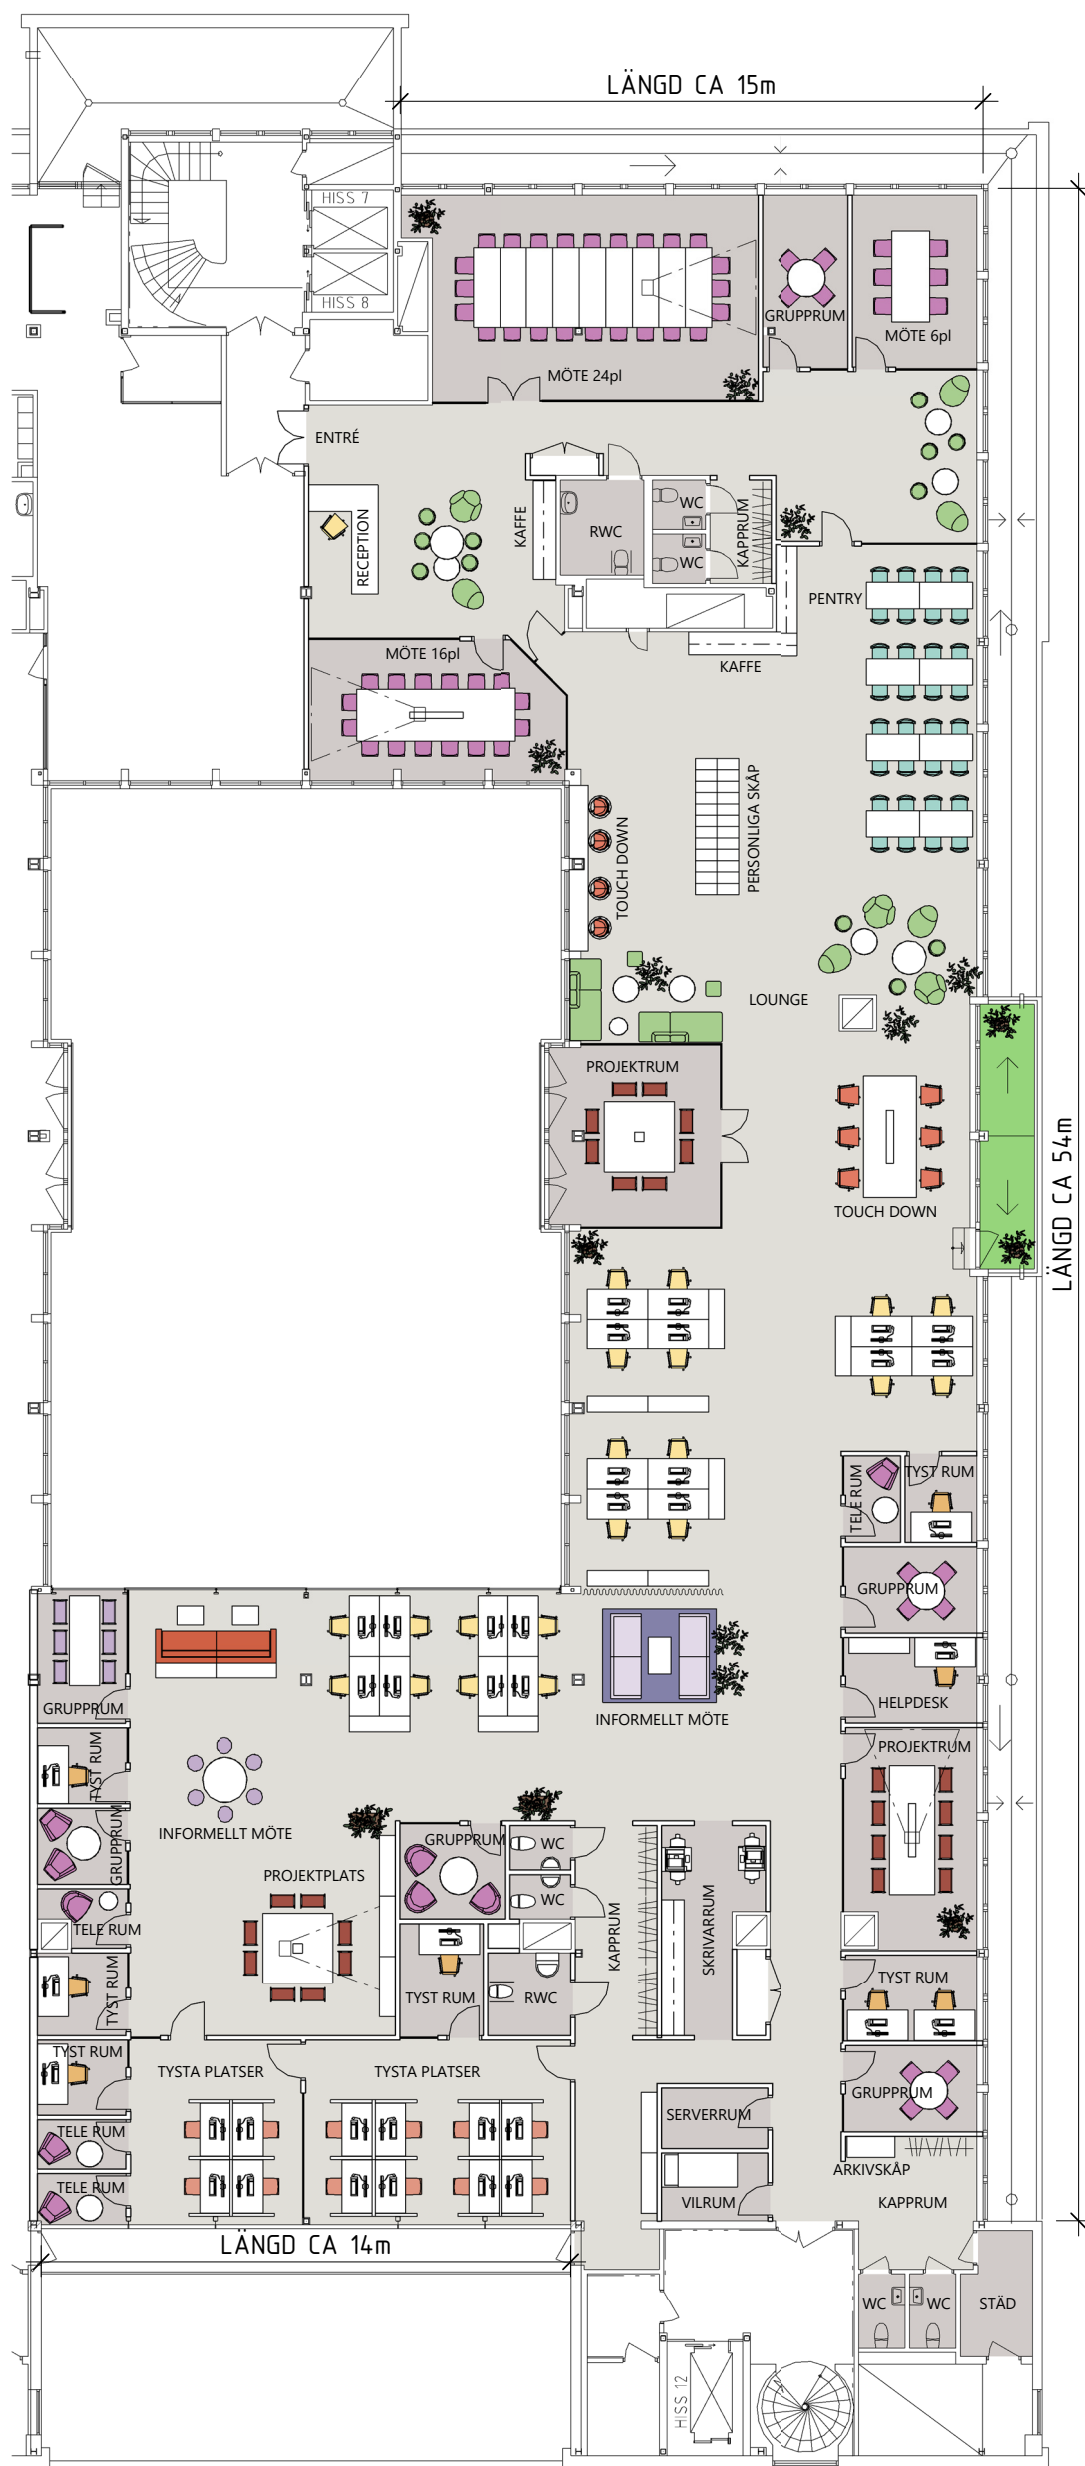 LÄNGD CA 15m
HISS 7
HISS 8
GRUPPRUM
MÖTE 6pl
MÖTE 24pl
ENTRÉ
RECEPTION
KAFFE
RWC
WC
WC
KAPPRUM
PENTRY
KAFFE
MÖTE 16pl
PERSONLIGA SKÅP
TOUCH DOWN
LOUNGE
PROJEKTRUM
TOUCH DOWN
LÄNGD CA 54m
TELE RUM
TYST RUM
GRUPPRUM
HELPDESK
GRUPPRUM
INFORMELLT MÖTE
PROJEKTRUM
TYST RUM
INFORMELLT MÖTE
GRUPPRUM
GRUPPRUM
WC
WC
PROJEKTPLATS
TELE RUM
KAPPRUM
SKRIVARRUM
TYST RUM
TYST RUM
RWC
TYST RUM
TYST RUM
TYSTA PLATSER
TYSTA PLATSER
GRUPPRUM
SERVERRUM
TELE RUM
ARKIVSKÅP
TELE RUM
VILRUM
KAPPRUM
LÄNGD CA 14m
WC
WC
STÄD
HISS 12